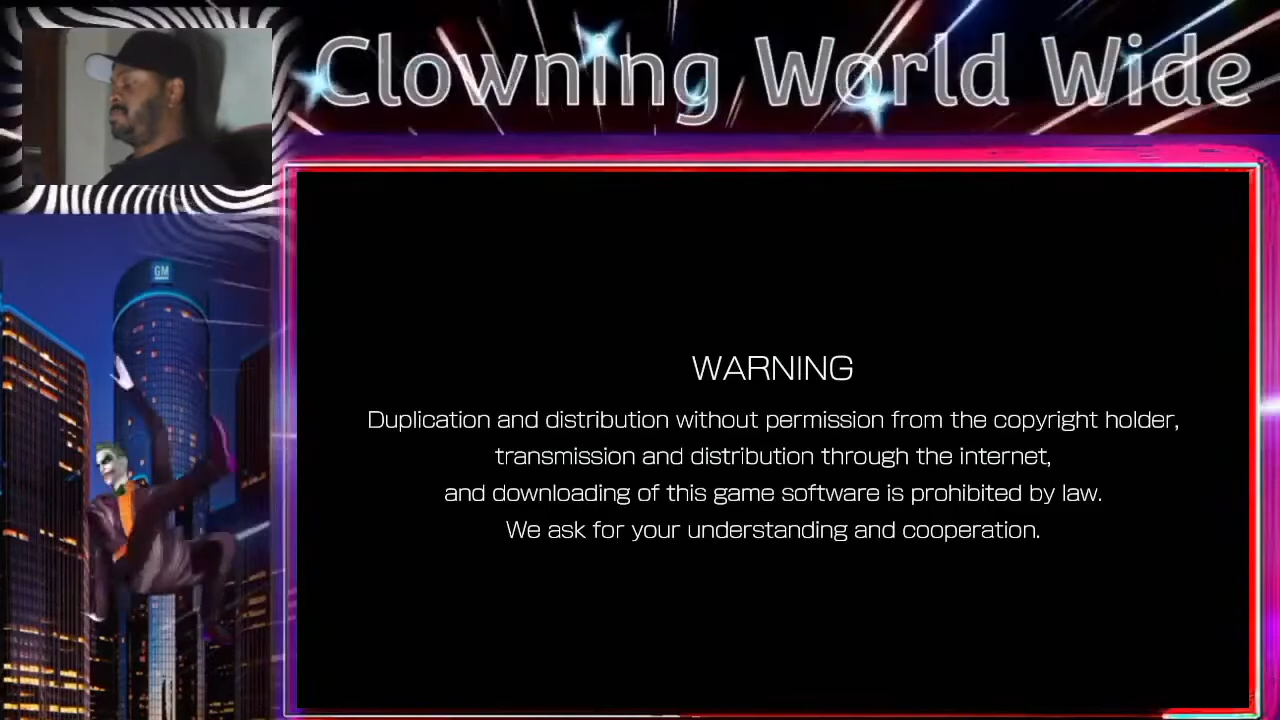 Clowning World Wide
GM
WARNING
Duplication and distribution without permission from the copyright holder,
transmission and distribution through the internet,
and downloading of this game software is prohibited by law.
We ask for your understanding and cooperation.